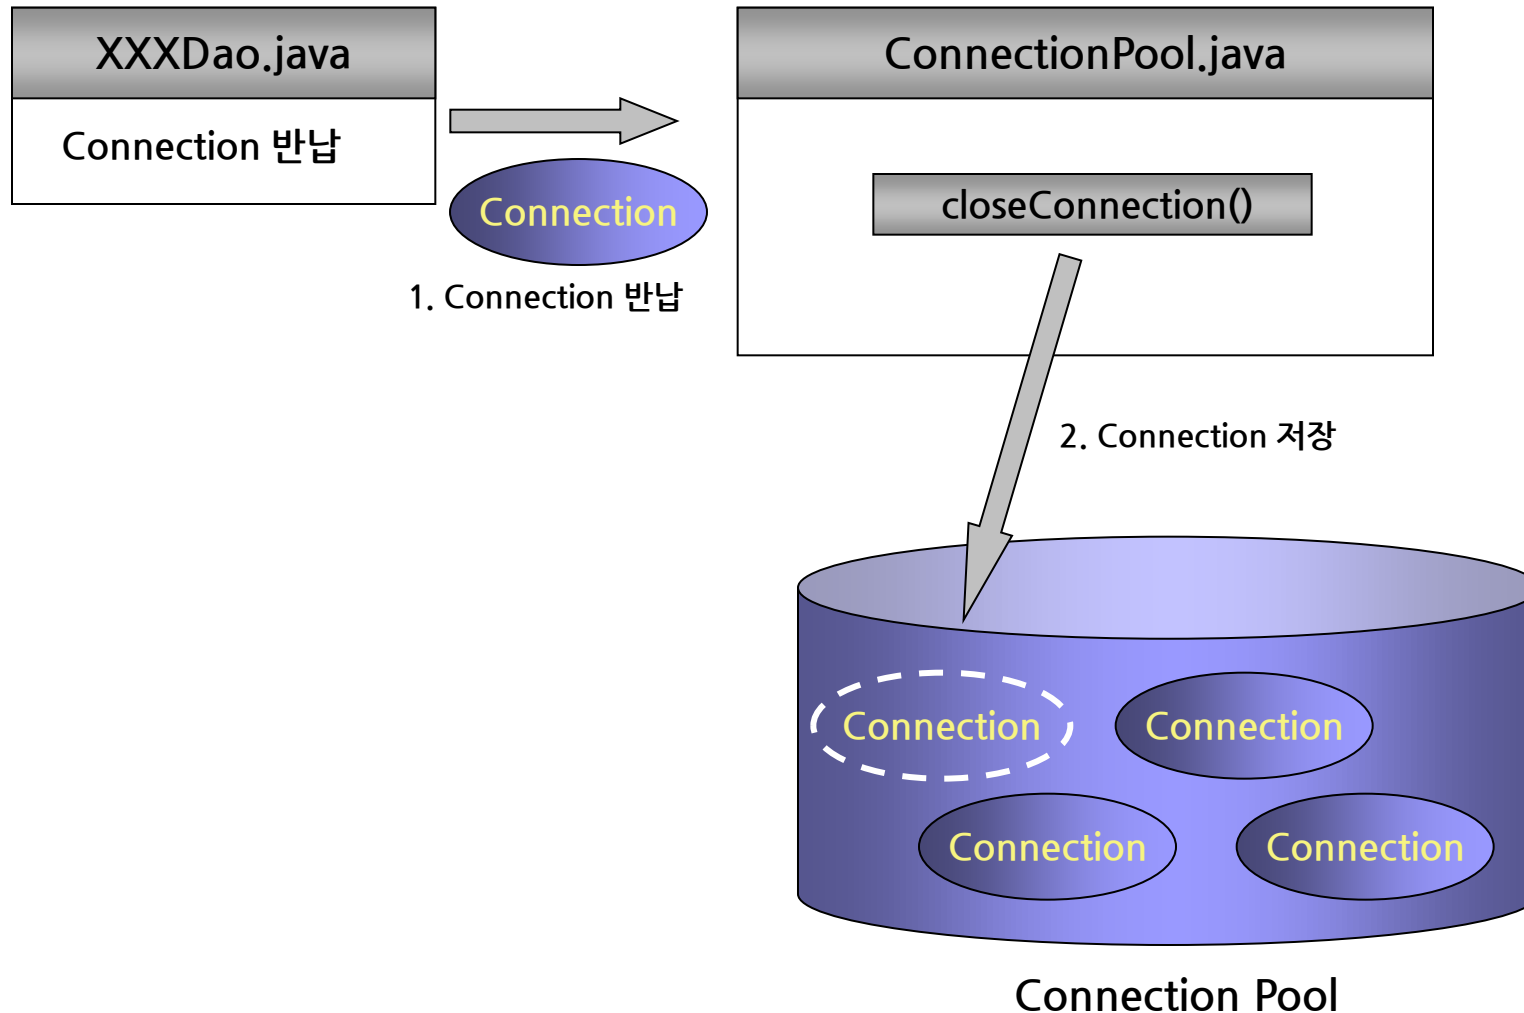 XXXDao.java
Connection 반납
Connection
1. Connection 반납
ConnectionPool.java
closeConnection()
2. Connection 저장
Connection
Connection
Connection
Connection
Connection Pool